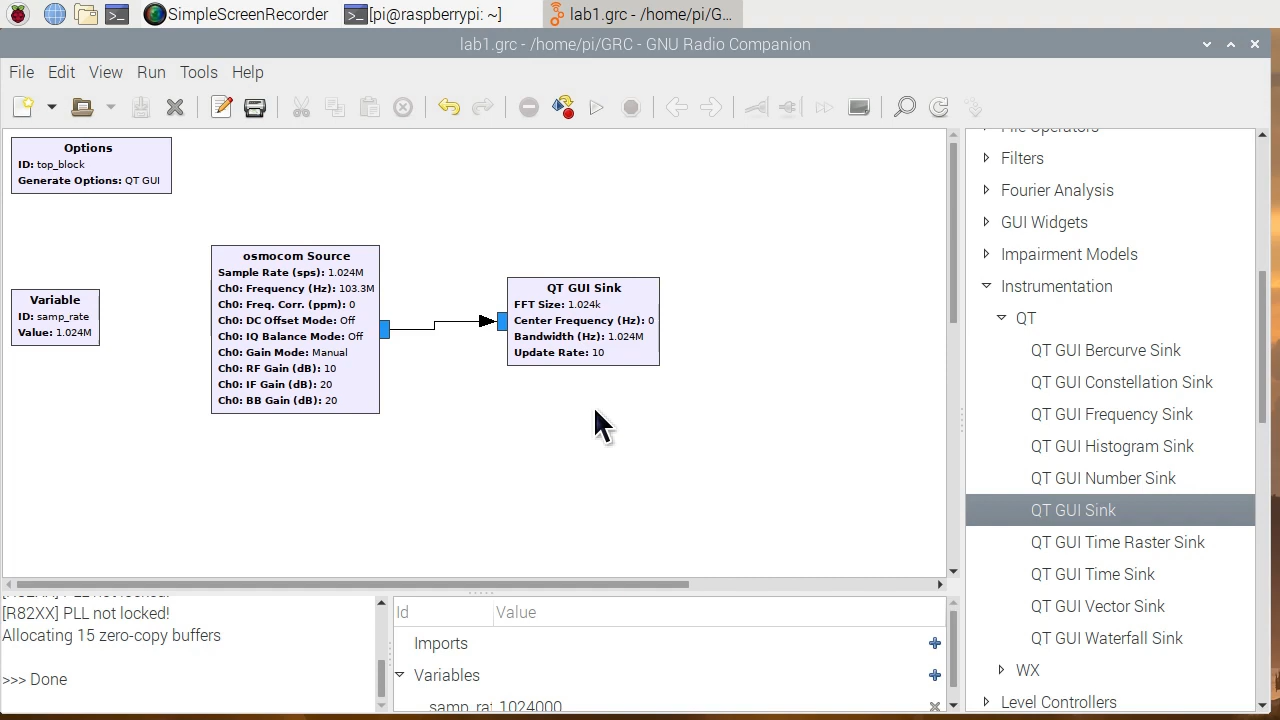 SimpleScreenRecorder
[pi@raspberrypi: ~]
lab1.grc - /home/pi/G...
lab1.grc - /home/pi/GRC - GNU Radio Companion
File Edit View Run Tools Help
Options
ID: top_block
Generate Options: QT GUI
Variable
ID: samp_rate
Value: 1.024M
osmocom Source
Sample Rate (sps): 1.024M
Ch0: Frequency (Hz): 103.3M
Ch0: Freq. Corr. (ppm): 0
Ch0: DC Offset Mode: Off
Ch0: IQ Balance Mode: Off
Ch0: Gain Mode: Manual
Ch0: RF Gain (dB): 10
Ch0: IF Gain (dB): 20
Ch0: BB Gain (dB): 20
QT GUI Sink
FFT Size: 1.024k
Center Frequency (Hz): 0
Bandwidth (Hz): 1.024M
Update Rate: 10
File Operators
Filters
Fourier Analysis
GUI Widgets
Impairment Models
Instrumentation
QT
QT GUI Bercurve Sink
QT GUI Constellation Sink
QT GUI Frequency Sink
QT GUI Histogram Sink
QT GUI Number Sink
QT GUI Sink
QT GUI Time Raster Sink
QT GUI Time Sink
QT GUI Vector Sink
QT GUI Waterfall Sink
WX
Level Controllers
[R82XX] PLL not locked!
[R82XX] PLL not locked!
Allocating 15 zero-copy buffers
>>> Done
Id Value
Imports
Variables
samp_rat 1024000